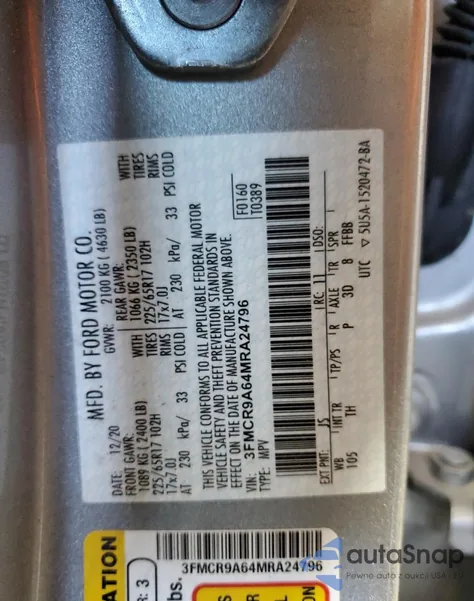 MFD. BY FORD MOTOR CO.
DATE: 12/20
GVWR: 2100 KG ( 4630 LB)
FRONT GAWR:
1089 KG ( 2400 LB)
225/65R17 102H
17x7.0J
AT 230 kPa/ 33 PSI COLD
WITH
TIRES
RIMS
REAR GAWR:
1066 KG ( 2350 LB)
225/65R17 102H
17x7.0J
AT 230 kPa/ 33 PSI COLD
WITH
TIRES
RIMS
THIS VEHICLE CONFORMS TO ALL APPLICABLE FEDERAL MOTOR
VEHICLE SAFETY AND THEFT PREVENTION STANDARDS IN
EFFECT ON THE DATE OF MANUFACTURE SHOWN ABOVE.
VIN: 3FMCR9A64MRA24796
TYPE: MPV
F0160
T0389
EXT PNT: JS RC: 11 DSO:
WB INT TR TP/PS R AXLE TR SPR
105 TH P 3D 8 FFBB
UTC ▽ 5U5A-1520472-BA
3FMCR9A64MRA24796
autoSnap